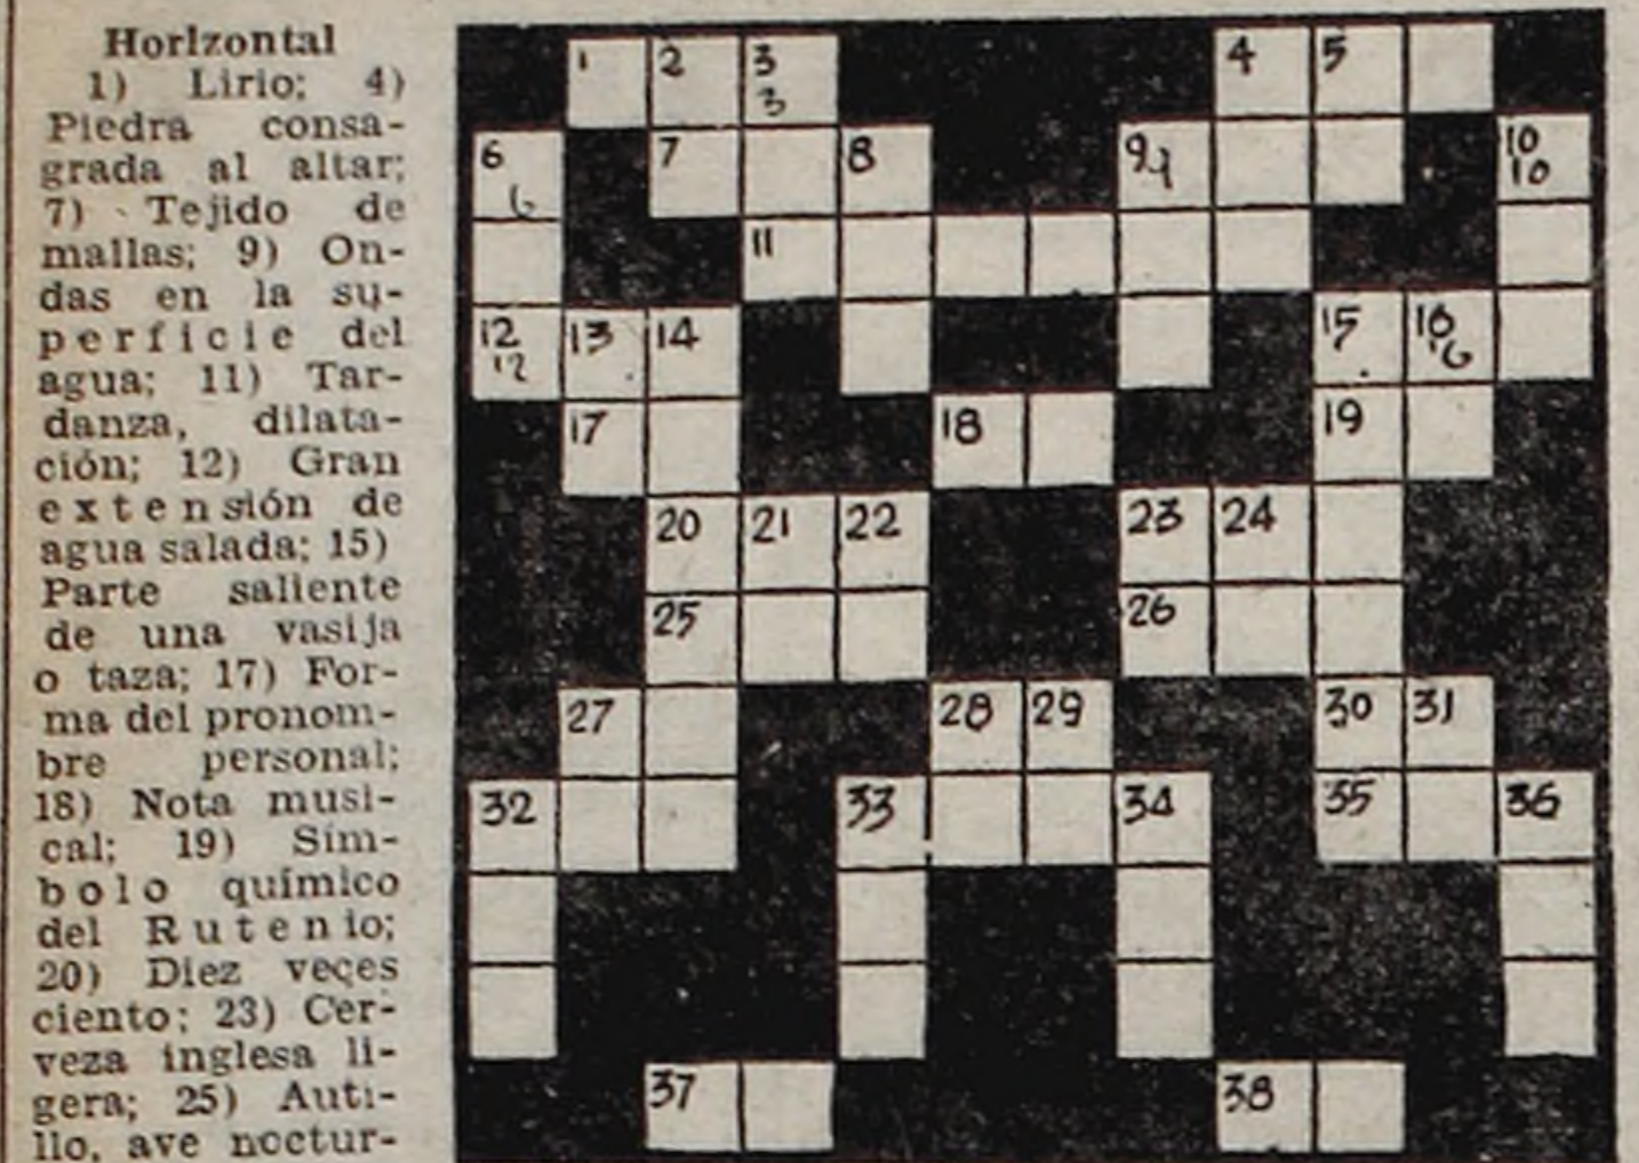 Horizontal
1) Lirio; 4)
Piedra consa-
grada al altar;
7) Tejido de
mallas; 9) On-
das en la su-
perficie del
agua; 11) Tar-
danza, dilata-
ción; 12) Gran
extensión de
agua salada; 15)
Parte saliente
de una vasija
o taza; 17) For-
ma del pronom-
bre personal;
18) Nota musi-
cal; 19) Sím-
bolo químico
del Rutenio;
20) Diez veces
ciento; 23) Cer-
veza inglesa li-
gera; 25) Auti-
llo, ave noctur-
1 2 3 4 5
3
6 7 8 9 9 10
6 10
11
12 13 14 15 16
12 16
17 18 19
20 21 22 23 24
25 26
27 28 29 30 31
32 33 34 35 36
37 38